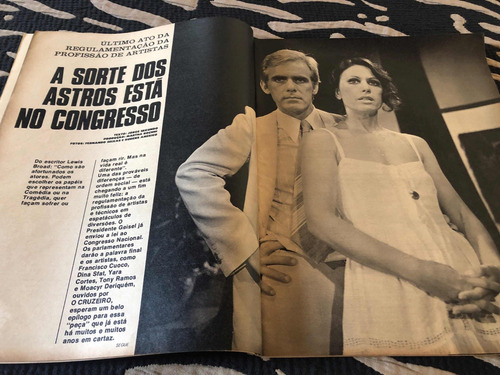 ÚLTIMO ATO DA
REGULAMENTAÇÃO DA
PROFISSÃO DE ARTISTAS
A SORTE DOS
ASTROS ESTÁ
NO CONGRESSO
Do escritor Lewis
Broad: "Como são
afortunados os
atores. Podem
escolher os papéis
que representam na
Comédia ou na
Tragédia, quer
façam sofrer ou
façam rir. Mas na
vida real é
diferente"
Uma das prováveis
diferenças — de
ordem social — está
chegando a um fim
muito feliz: a
regulamentação da
profissão de artistas
e técnicos em
espetáculos de
diversões. O
Presidente Geisel já
enviou a lei ao
Congresso Nacional.
Os parlamentares
darão a palavra final
e os artistas, como
Francisco Cuoco,
Dina Sfat, Yara
Cortes, Tony Ramos
e Moacyr Deriquém,
ouvidos por
O CRUZEIRO,
esperam um belo
epílogo para essa
"peça" que já está
há muitos e muitos
anos em cartaz.